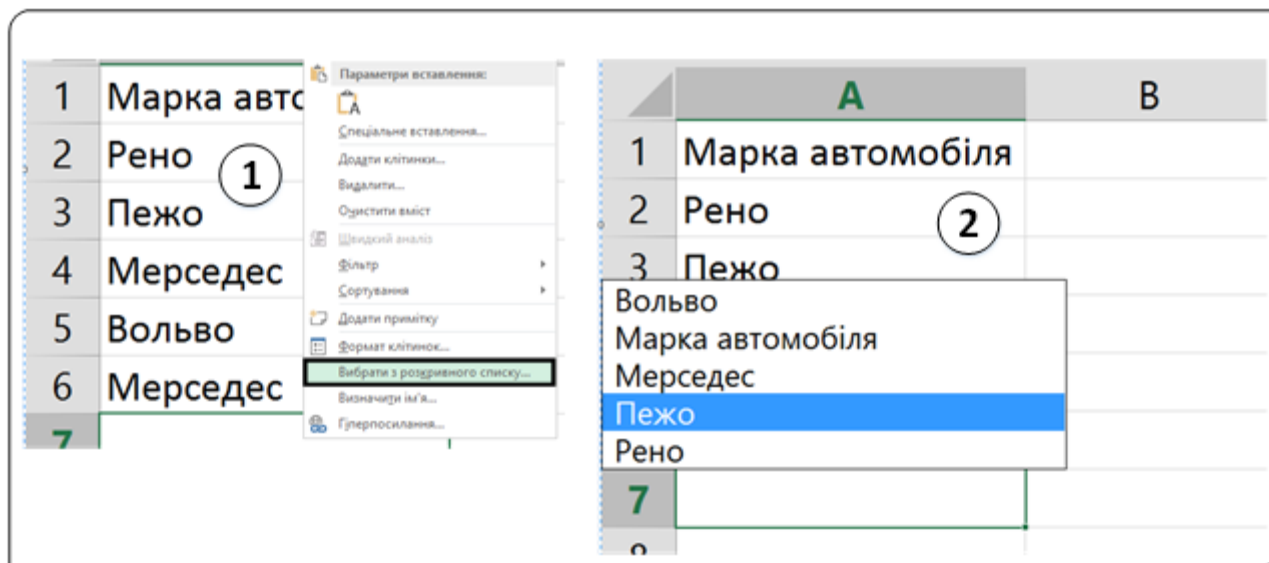 1 Марка авто
2 Рено
3 Пежо
4 Мерседес
5 Вольво
6 Мерседес
7
1
Параметри вставлення:
Спеціальне вставлення...
Додати клітинки...
Видалити...
Очистити вміст
Швидкий аналіз
Фільтр
Сортування
Додати примітку
Формат клітинок...
Вибрати з розкривного списку...
Визначити ім'я...
Гіперпосилання...
A B
1 Марка автомобіля
2 Рено
2
3 Пежо
Вольво
Марка автомобіля
Мерседес
Пежо
Рено
7